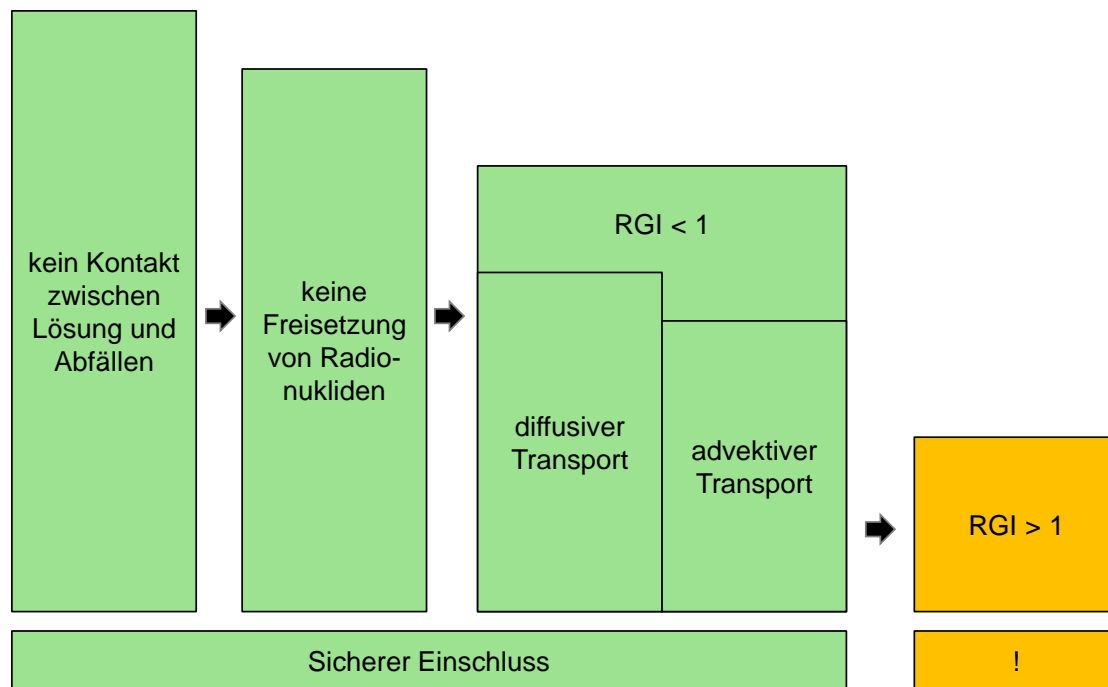 kein Kontakt
zwischen
Lösung und
Abfällen
keine
Freisetzung
von Radio-
nukliden
RGI < 1
diffusiver
Transport
advektiver
Transport
RGI > 1
Sicherer Einschluss
!